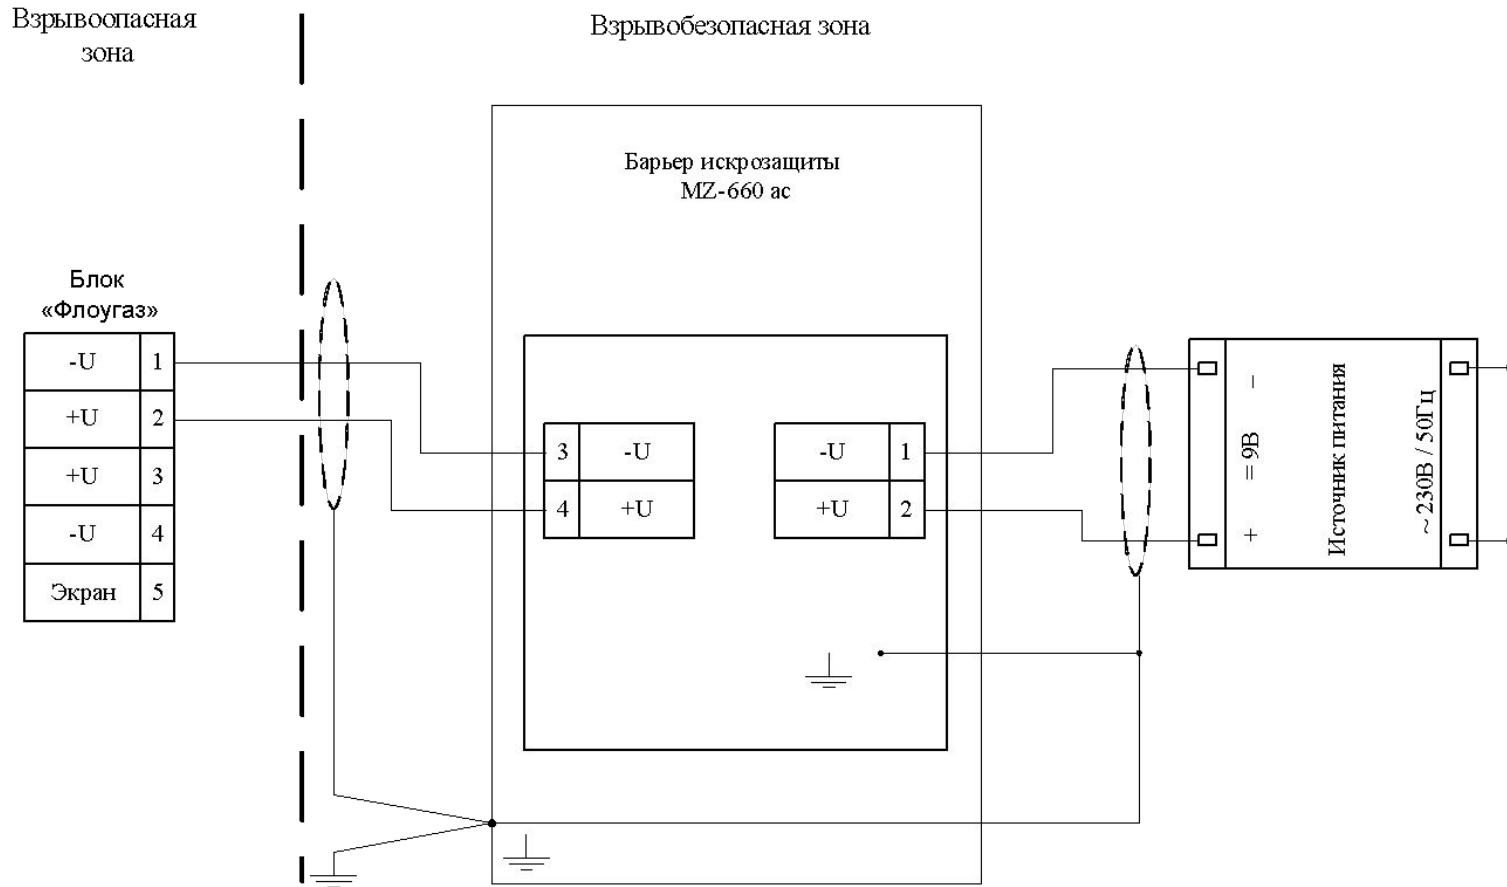 Взрывоопасная
зона
Взрывобезопасная зона
Барьер искрозащиты
MZ-660 ac
Блок
«Флоугаз»
-U 1
+U 2
+U 3
-U 4
Экран 5
3 -U
4 +U
-U 1
+U 2
+ = 9В –
Источник питания
~ 230В / 50Гц